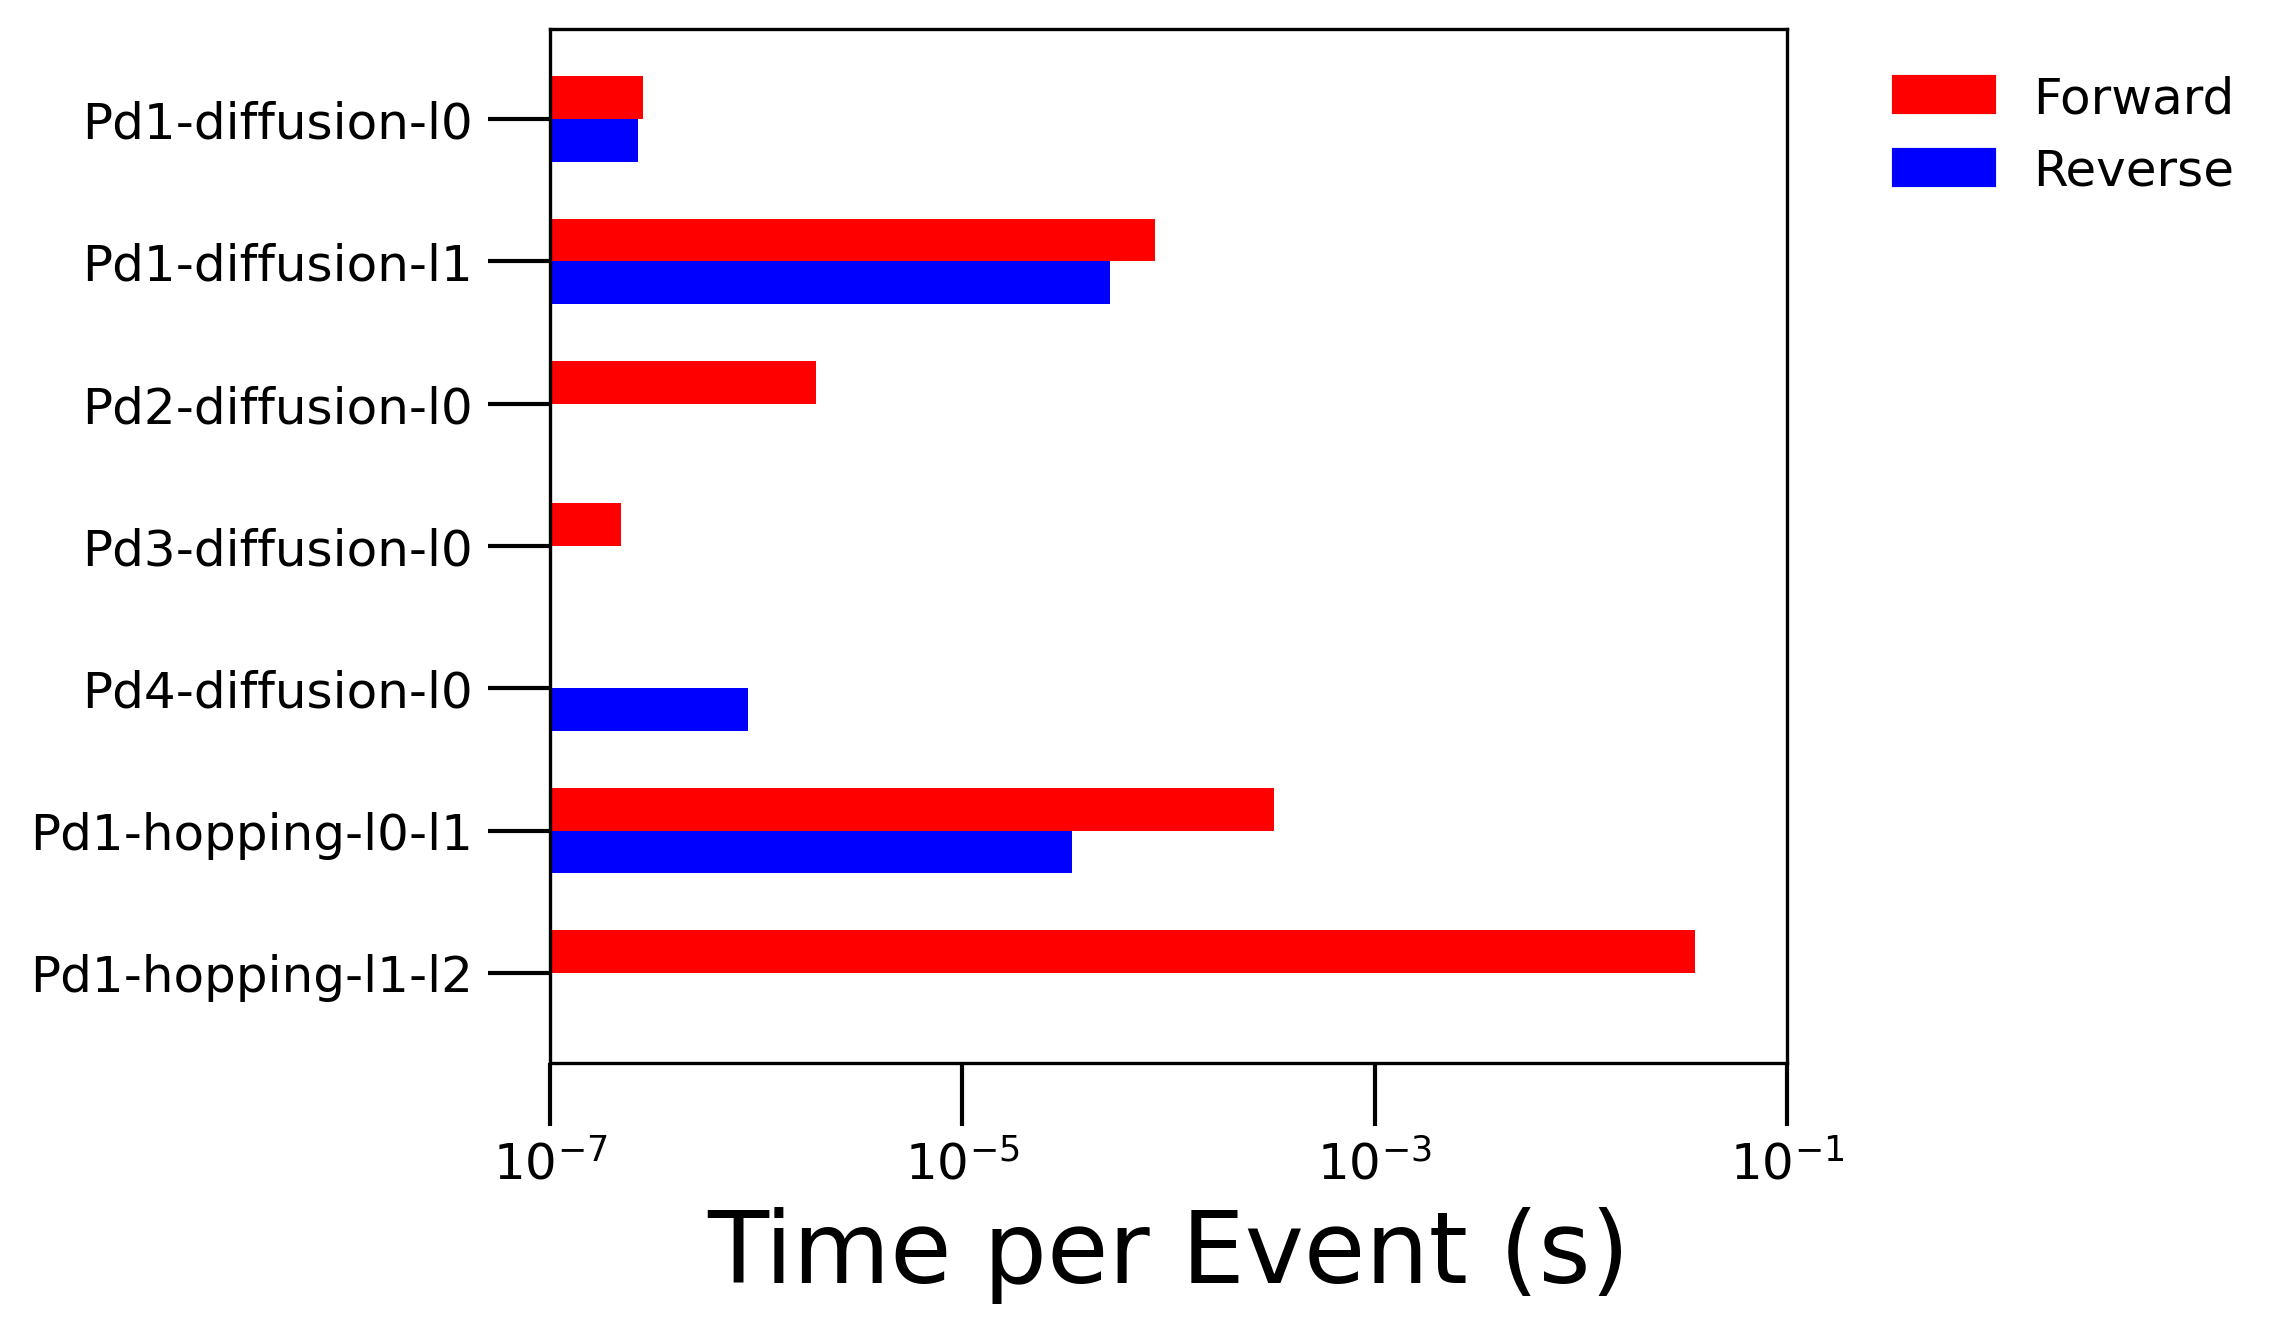 Pd1-diffusion-l0
Pd1-diffusion-l1
Pd2-diffusion-l0
Pd3-diffusion-l0
Pd4-diffusion-l0
Pd1-hopping-l0-l1
Pd1-hopping-l1-l2
10⁻⁷ 10⁻⁵ 10⁻³ 10⁻¹
Time per Event (s)
Forward
Reverse